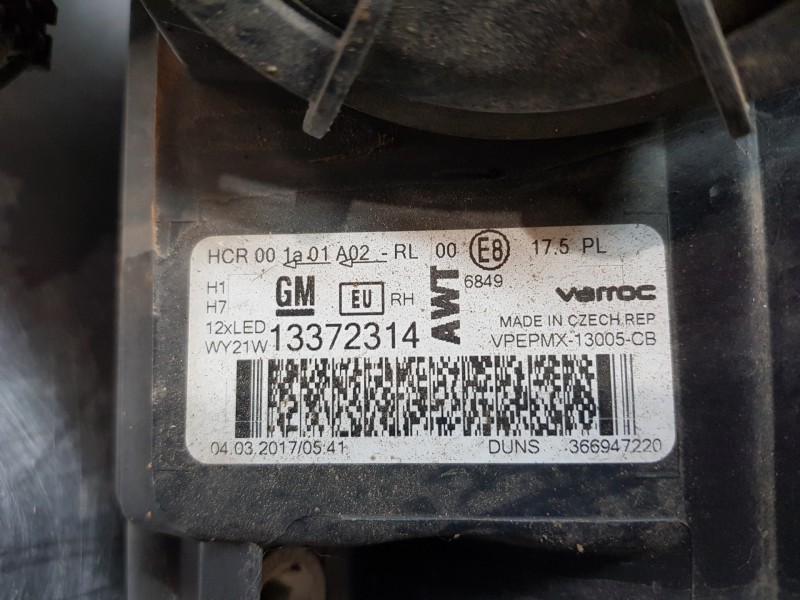 HCR 00 1a 01 A02 - RL 00 E8 17.5 PL
6849
H1
H7
GM EU RH
varroc
12xLED
MADE IN CZECH REP
WY21W 13372314 AWT VPEPMX-13005-CB
04.03.2017/05:41 DUNS 366947220